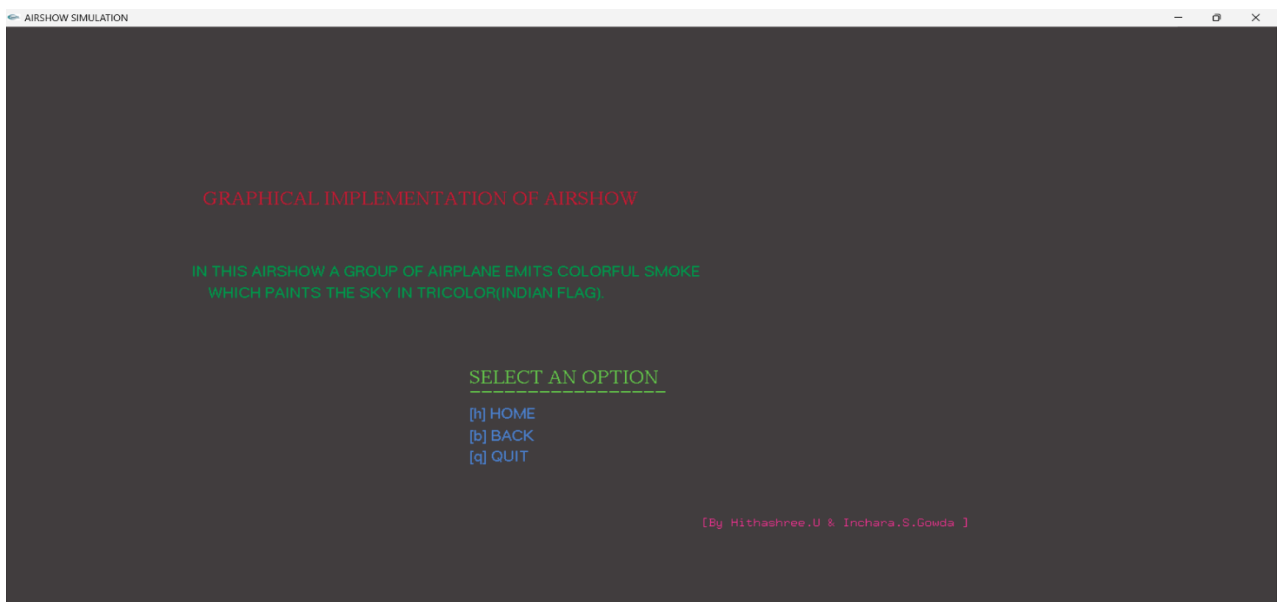 AIRSHOW SIMULATION
GRAPHICAL IMPLEMENTATION OF AIRSHOW
IN THIS AIRSHOW A GROUP OF AIRPLANE EMITS COLORFUL SMOKE
WHICH PAINTS THE SKY IN TRICOLOR(INDIAN FLAG).
SELECT AN OPTION
[h] HOME
[b] BACK
[q] QUIT
[By Hithashree.U & Inchara.S.Gowda ]